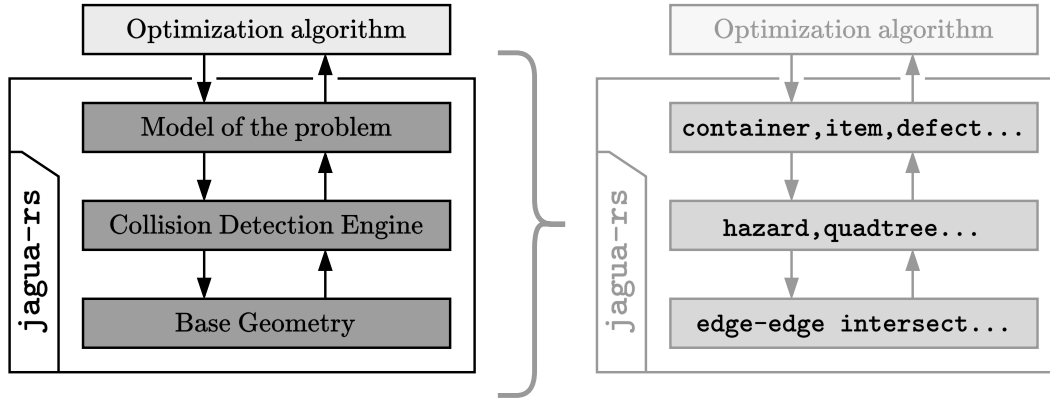 Optimization algorithm
Model of the problem
Collision Detection Engine
Base Geometry
jagua-rs
Optimization algorithm
container,item,defect...
hazard,quadtree...
edge-edge intersect...
jagua-rs